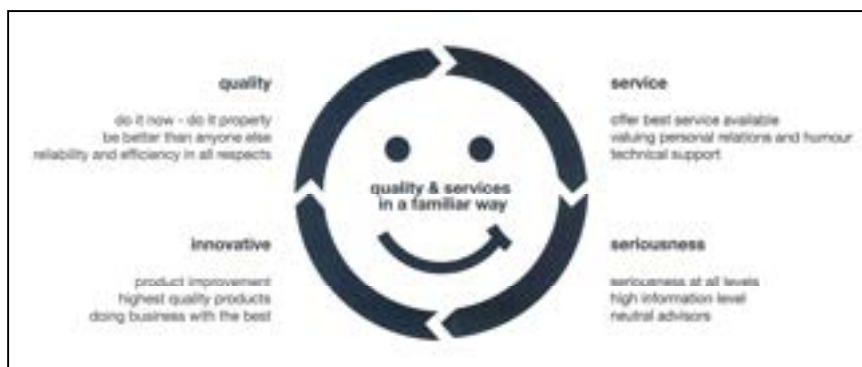 quality
do it now - do it properly
be better than anyone else
reliability and efficiency in all respects
service
offer best service available
valuing personal relations and humour
technical support
quality & services
in a familiar way
innovative
product improvement
highest quality products
doing business with the best
seriousness
seriousness at all levels
high information level
neutral advisors